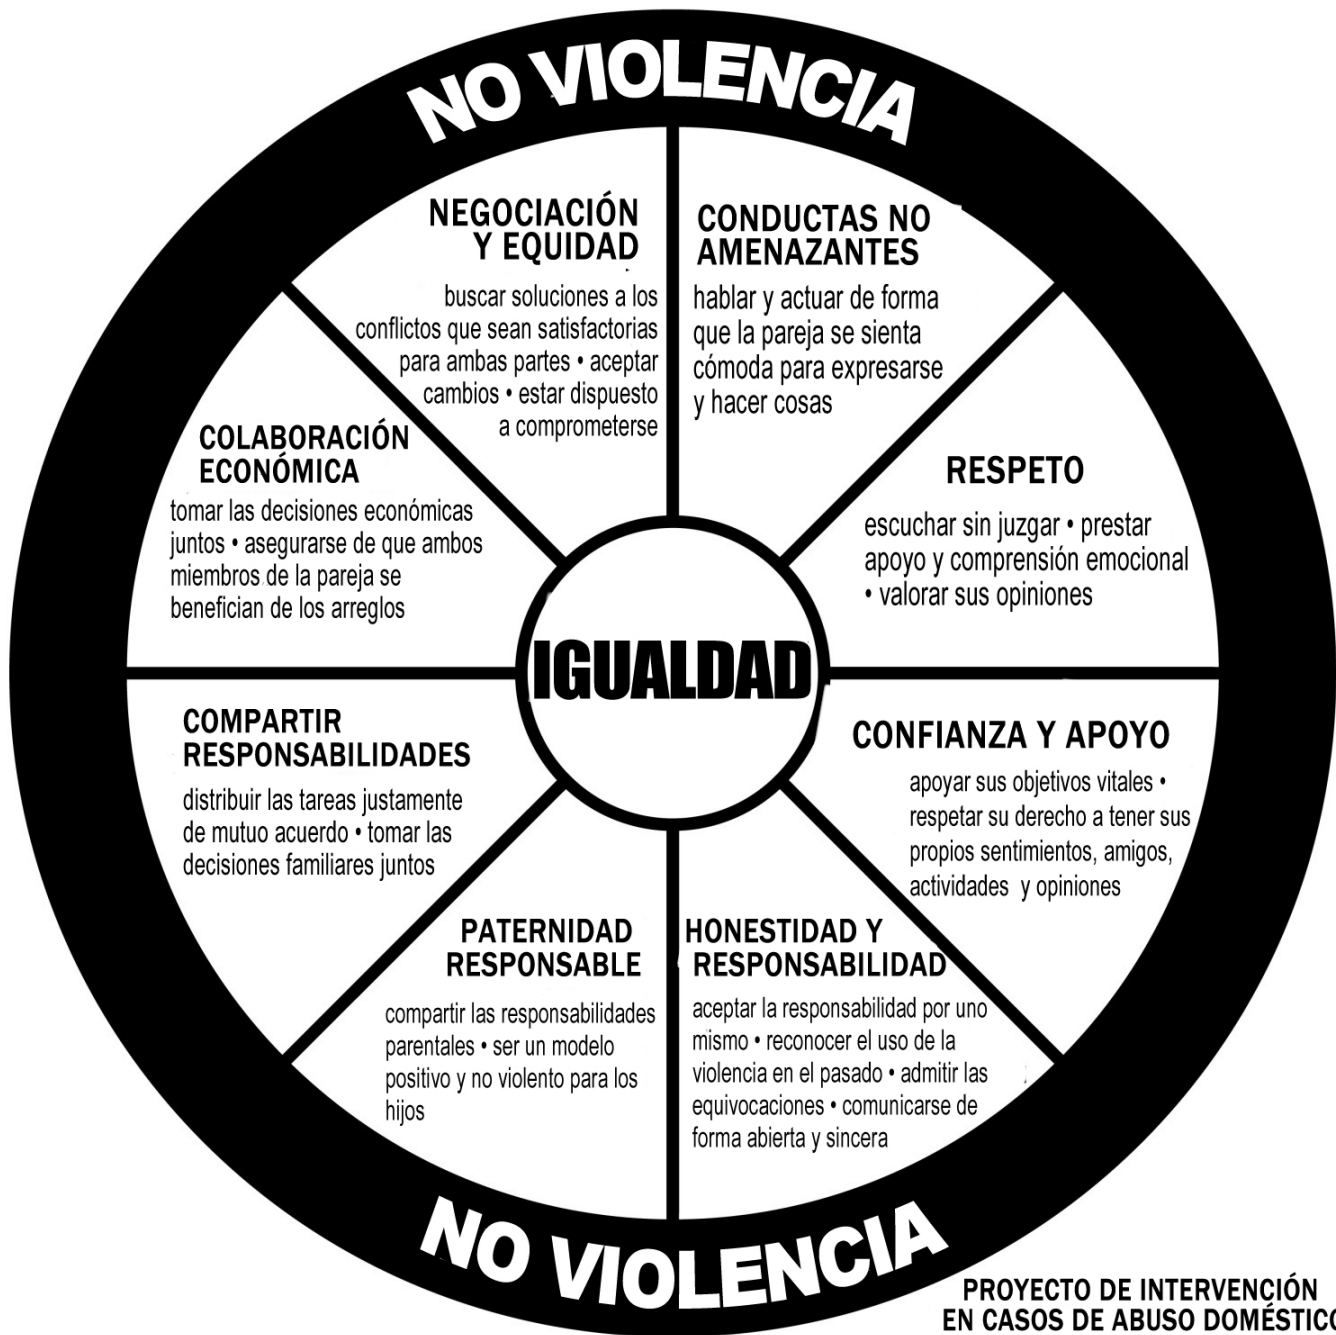 NO VIOLENCIA
NEGOCIACIÓN
Y EQUIDAD
buscar soluciones a los
conflictos que sean satisfactorias
para ambas partes • aceptar
cambios • estar dispuesto
a comprometerse
CONDUCTAS NO
AMENAZANTES
hablar y actuar de forma
que la pareja se sienta
cómoda para expresarse
y hacer cosas
RESPETO
escuchar sin juzgar • prestar
apoyo y comprensión emocional
• valorar sus opiniones
CONFIANZA Y APOYO
apoyar sus objetivos vitales •
respetar su derecho a tener sus
propios sentimientos, amigos,
actividades y opiniones
HONESTIDAD Y
RESPONSABILIDAD
aceptar la responsabilidad por uno
mismo • reconocer el uso de la
violencia en el pasado • admitir las
equivocaciones • comunicarse de
forma abierta y sincera
PATERNIDAD
RESPONSABLE
compartir las responsabilidades
parentales • ser un modelo
positivo y no violento para los
hijos
COMPARTIR
RESPONSABILIDADES
distribuir las tareas justamente
de mutuo acuerdo • tomar las
decisiones familiares juntos
COLABORACIÓN
ECONÓMICA
tomar las decisiones económicas
juntos • asegurarse de que ambos
miembros de la pareja se
benefician de los arreglos
IGUALDAD
NO VIOLENCIA
PROYECTO DE INTERVENCIÓN
EN CASOS DE ABUSO DOMÉSTICO